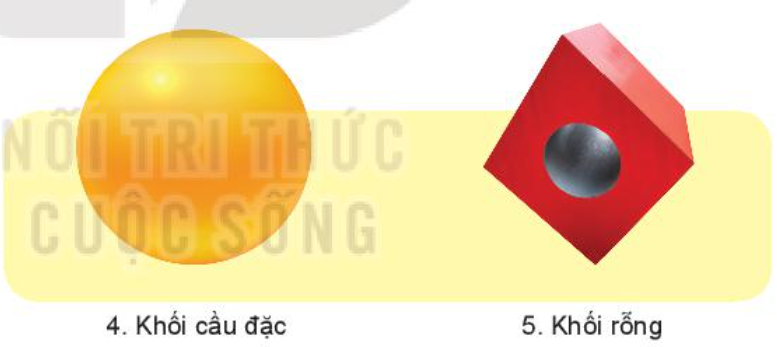 NỐI TRI THỨC
CUỘC SỐNG
4. Khối cầu đặc
5. Khối rỗng